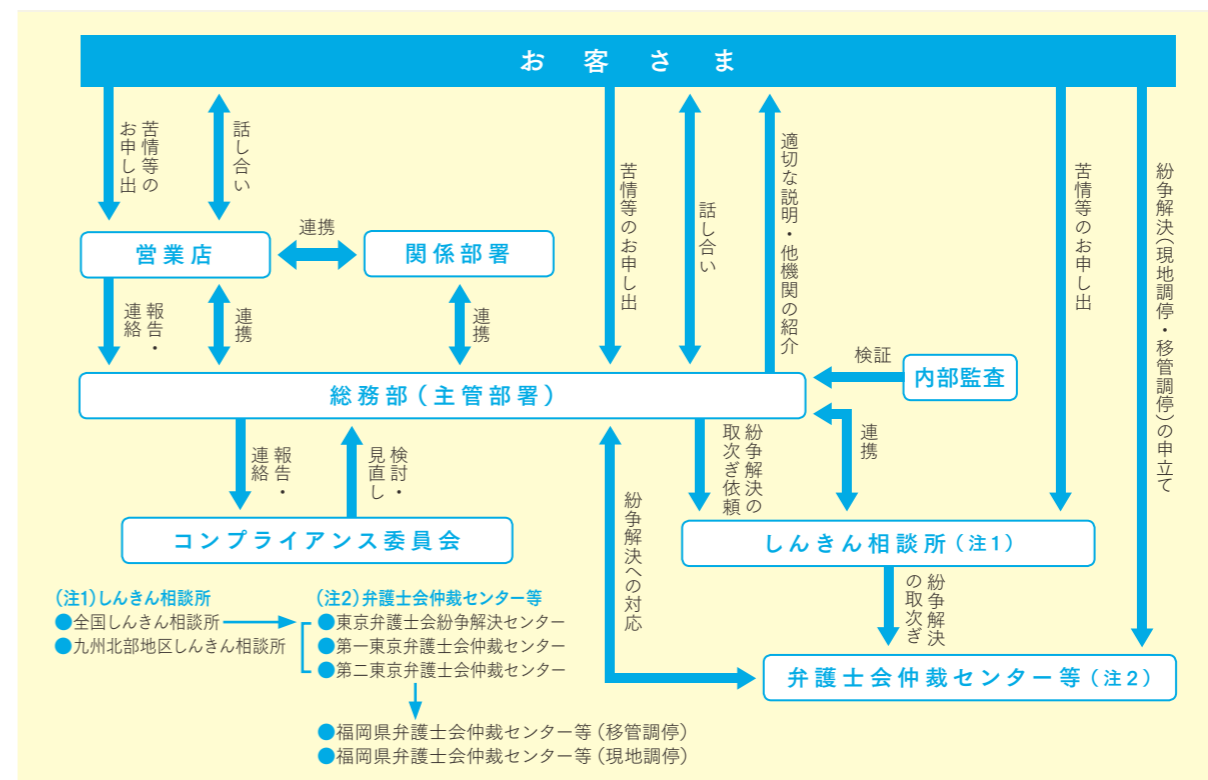 お客さま
苦情等の
お申し出
話し合い
苦情等のお申し出
話し合い
適切な説明・他機関の紹介
苦情等のお申し出
紛争解決(現地調停・移管調停)の申立て
営業店
連携
関係部署
報告・
連絡
連携
連携
検証
内部監査
総務部(主管部署)
報告・
連絡
検討・
見直し
紛争解決への対応
紛争解決の
取次ぎ依頼
連携
コンプライアンス委員会
しんきん相談所(注1)
紛争解決
の取次ぎ
弁護士会仲裁センター等(注2)
(注1)しんきん相談所
●全国しんきん相談所
●九州北部地区しんきん相談所
(注2)弁護士会仲裁センター等
●東京弁護士会紛争解決センター
●第一東京弁護士会仲裁センター
●第二東京弁護士会仲裁センター
●福岡県弁護士会仲裁センター等(移管調停)
●福岡県弁護士会仲裁センター等(現地調停)